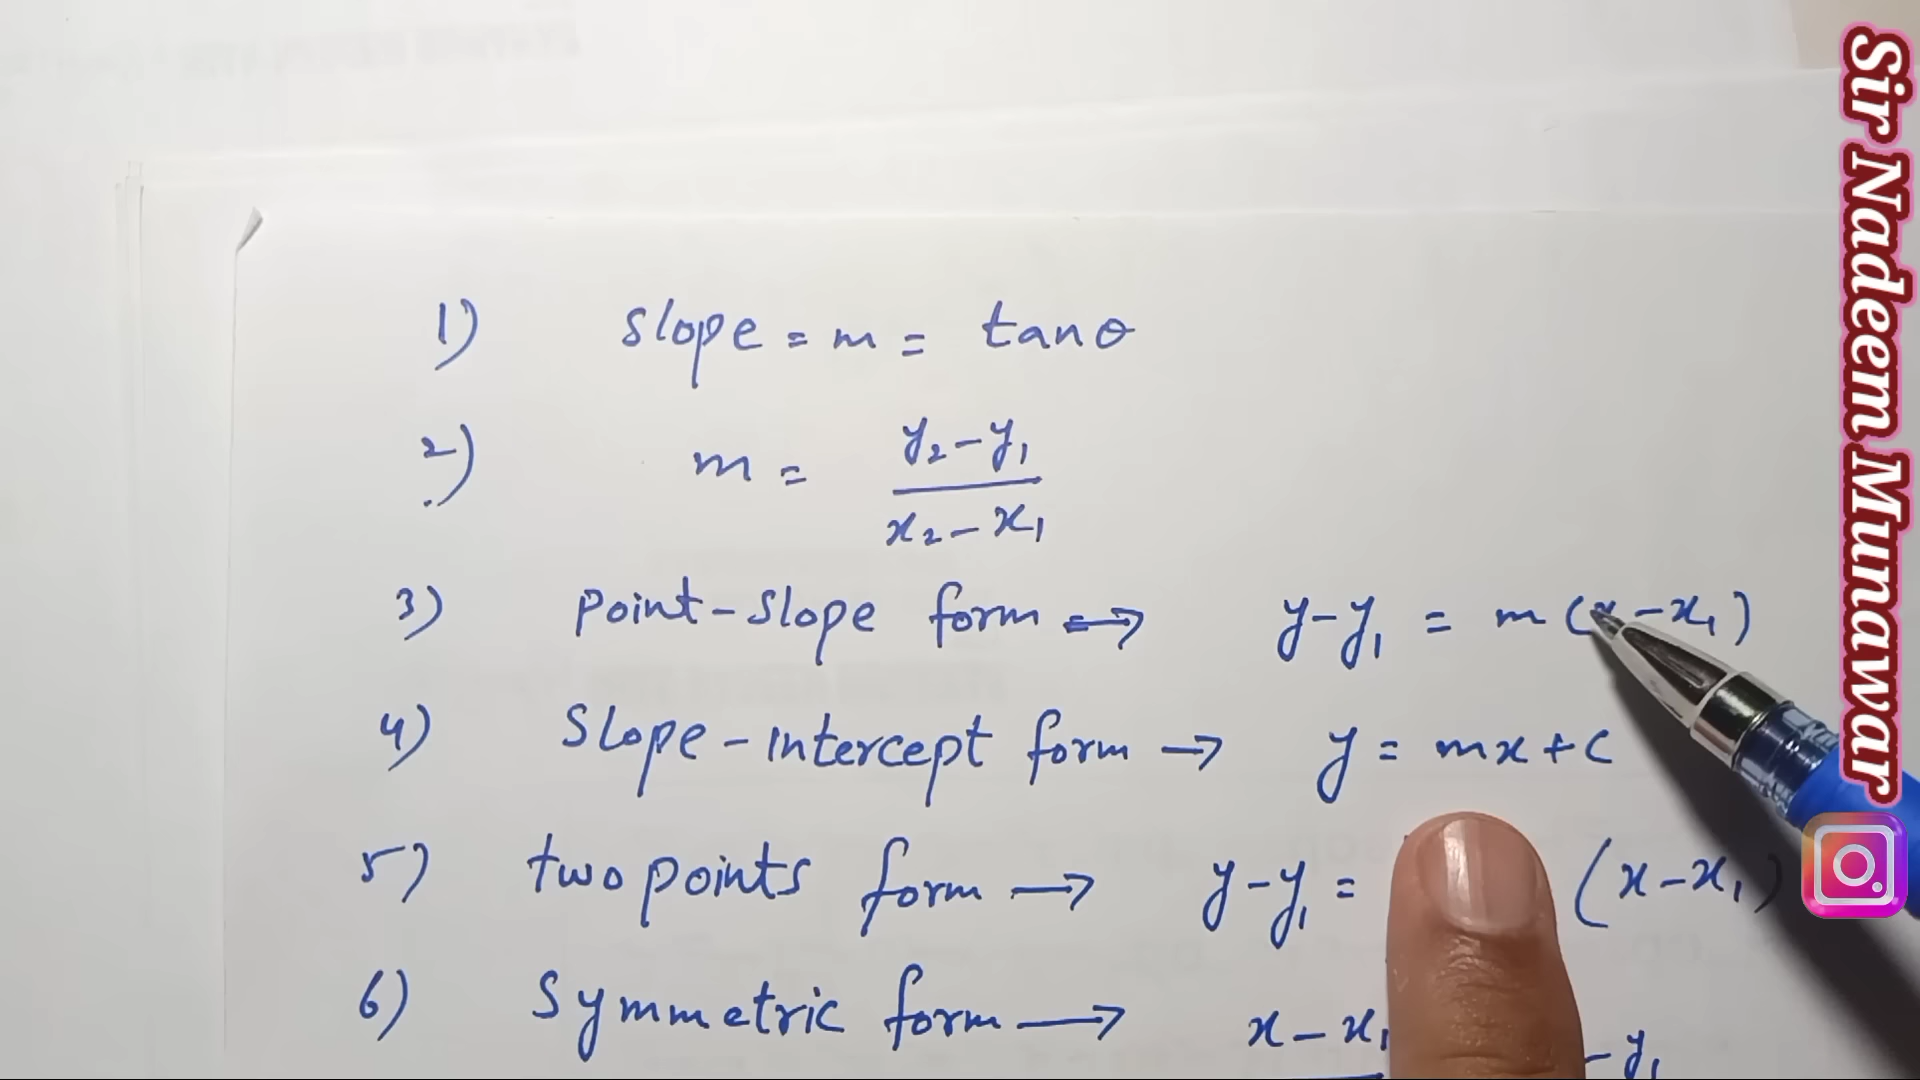 1) slope = m = tanθ
2) m = y₂-y₁ / x₂-x₁
3) point-slope form → y-y₁ = m(x-x₁)
4) Slope-intercept form → y = mx+c
5) two points form → y-y₁ = (x-x₁)
6) Symmetric form → x-x₁ -y₁
Sir Nadeem Munawar